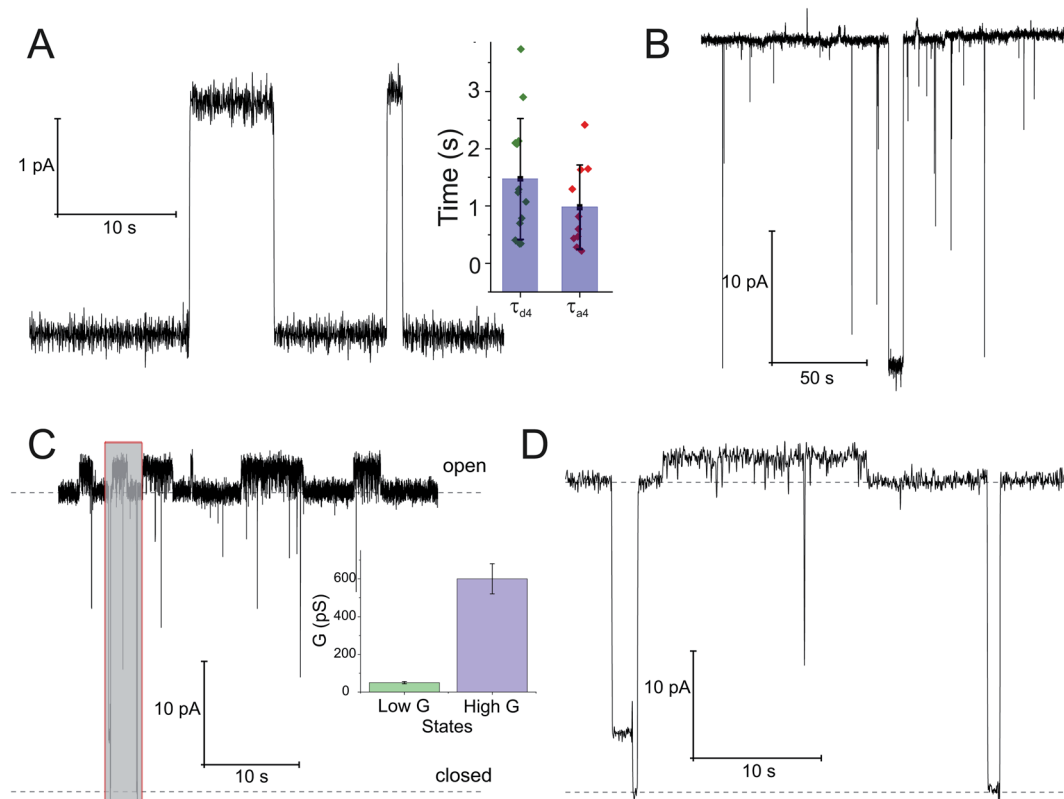 A
1 pA
10 s
Time (s)
3
2
1
0
τd4
τa4
B
10 pA
50 s
C
open
10 pA
10 s
closed
G (pS)
600
400
200
0
Low G
High G
States
D
10 pA
10 s